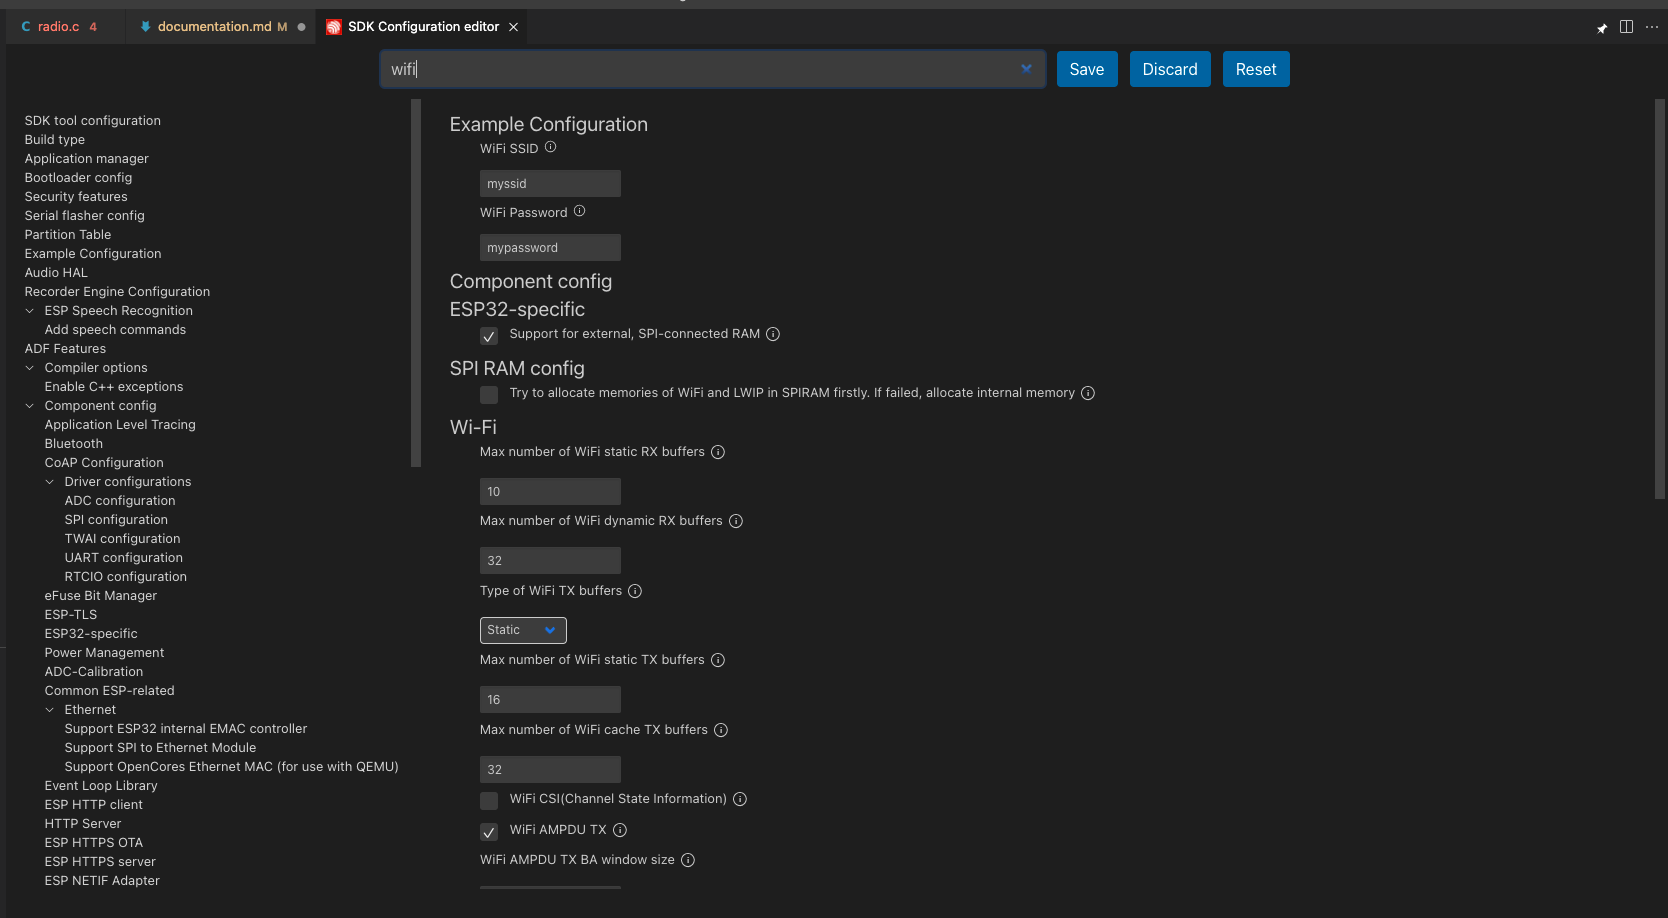 C radio.c 4
documentation.md M
SDK Configuration editor
wifi
Save
Discard
Reset
SDK tool configuration
Build type
Application manager
Bootloader config
Security features
Serial flasher config
Partition Table
Example Configuration
Audio HAL
Recorder Engine Configuration
ESP Speech Recognition
Add speech commands
ADF Features
Compiler options
Enable C++ exceptions
Component config
Application Level Tracing
Bluetooth
CoAP Configuration
Driver configurations
ADC configuration
SPI configuration
TWAI configuration
UART configuration
RTCIO configuration
eFuse Bit Manager
ESP-TLS
ESP32-specific
Power Management
ADC-Calibration
Common ESP-related
Ethernet
Support ESP32 internal EMAC controller
Support SPI to Ethernet Module
Support OpenCores Ethernet MAC (for use with QEMU)
Event Loop Library
ESP HTTP client
HTTP Server
ESP HTTPS OTA
ESP HTTPS server
ESP NETIF Adapter
Example Configuration
WiFi SSID
myssid
WiFi Password
mypassword
Component config
ESP32-specific
Support for external, SPI-connected RAM
SPI RAM config
Try to allocate memories of WiFi and LWIP in SPIRAM firstly. If failed, allocate internal memory
Wi-Fi
Max number of WiFi static RX buffers
10
Max number of WiFi dynamic RX buffers
32
Type of WiFi TX buffers
Static
Max number of WiFi static TX buffers
16
Max number of WiFi cache TX buffers
32
WiFi CSI(Channel State Information)
WiFi AMPDU TX
WiFi AMPDU TX BA window size